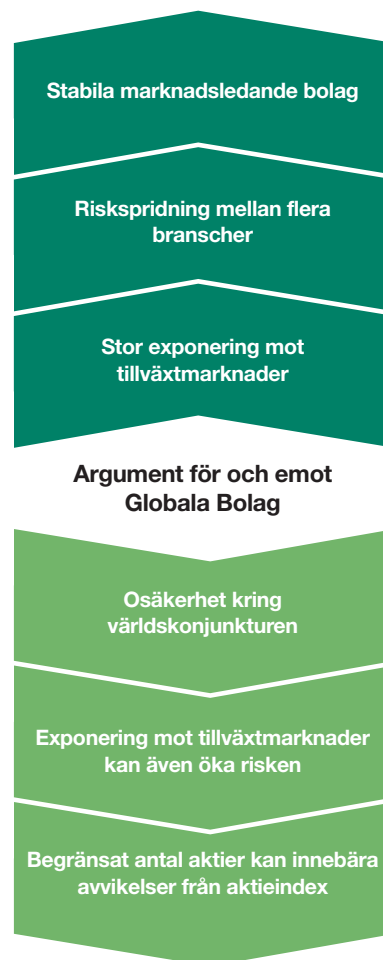 Stabila marknadsledande bolag
Riskspridning mellan flera
branscher
Stor exponering mot
tillväxtmarknader
Argument för och emot
Globala Bolag
Osäkerhet kring
världskonjunkturen
Exponering mot tillväxtmarknader
kan även öka risken
Begränsat antal aktier kan innebära
avvikelser från aktieindex